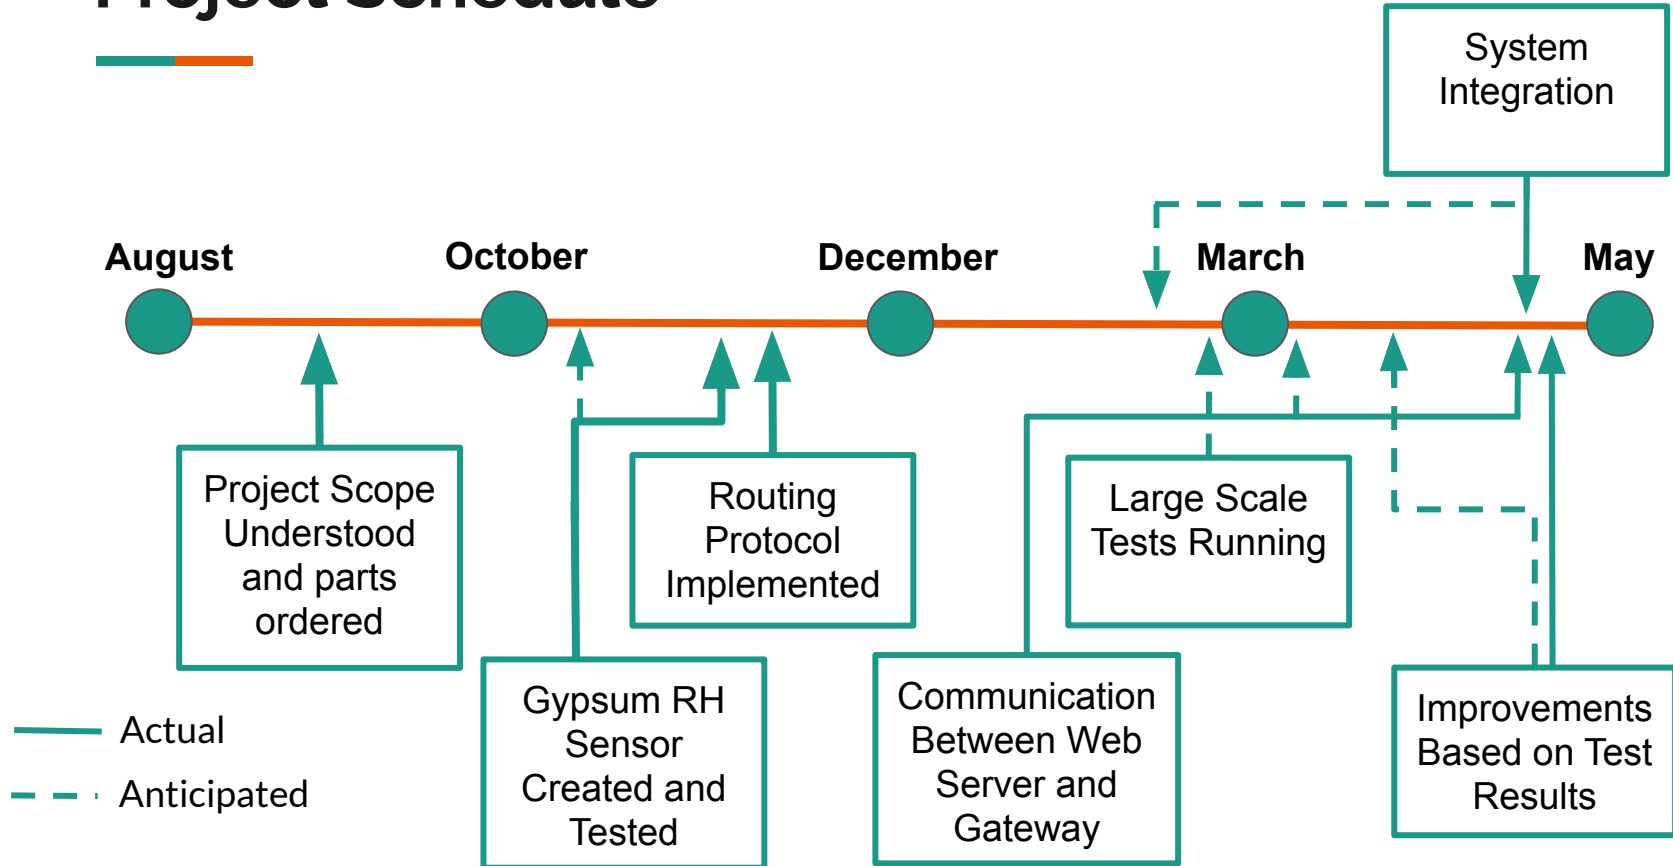 Project Schedule
System
Integration
August
October
December
March
May
Project Scope
Understood
and parts
ordered
Routing
Protocol
Implemented
Large Scale
Tests Running
Gypsum RH
Sensor
Created and
Tested
Communication
Between Web
Server and
Gateway
Improvements
Based on Test
Results
Actual
Anticipated